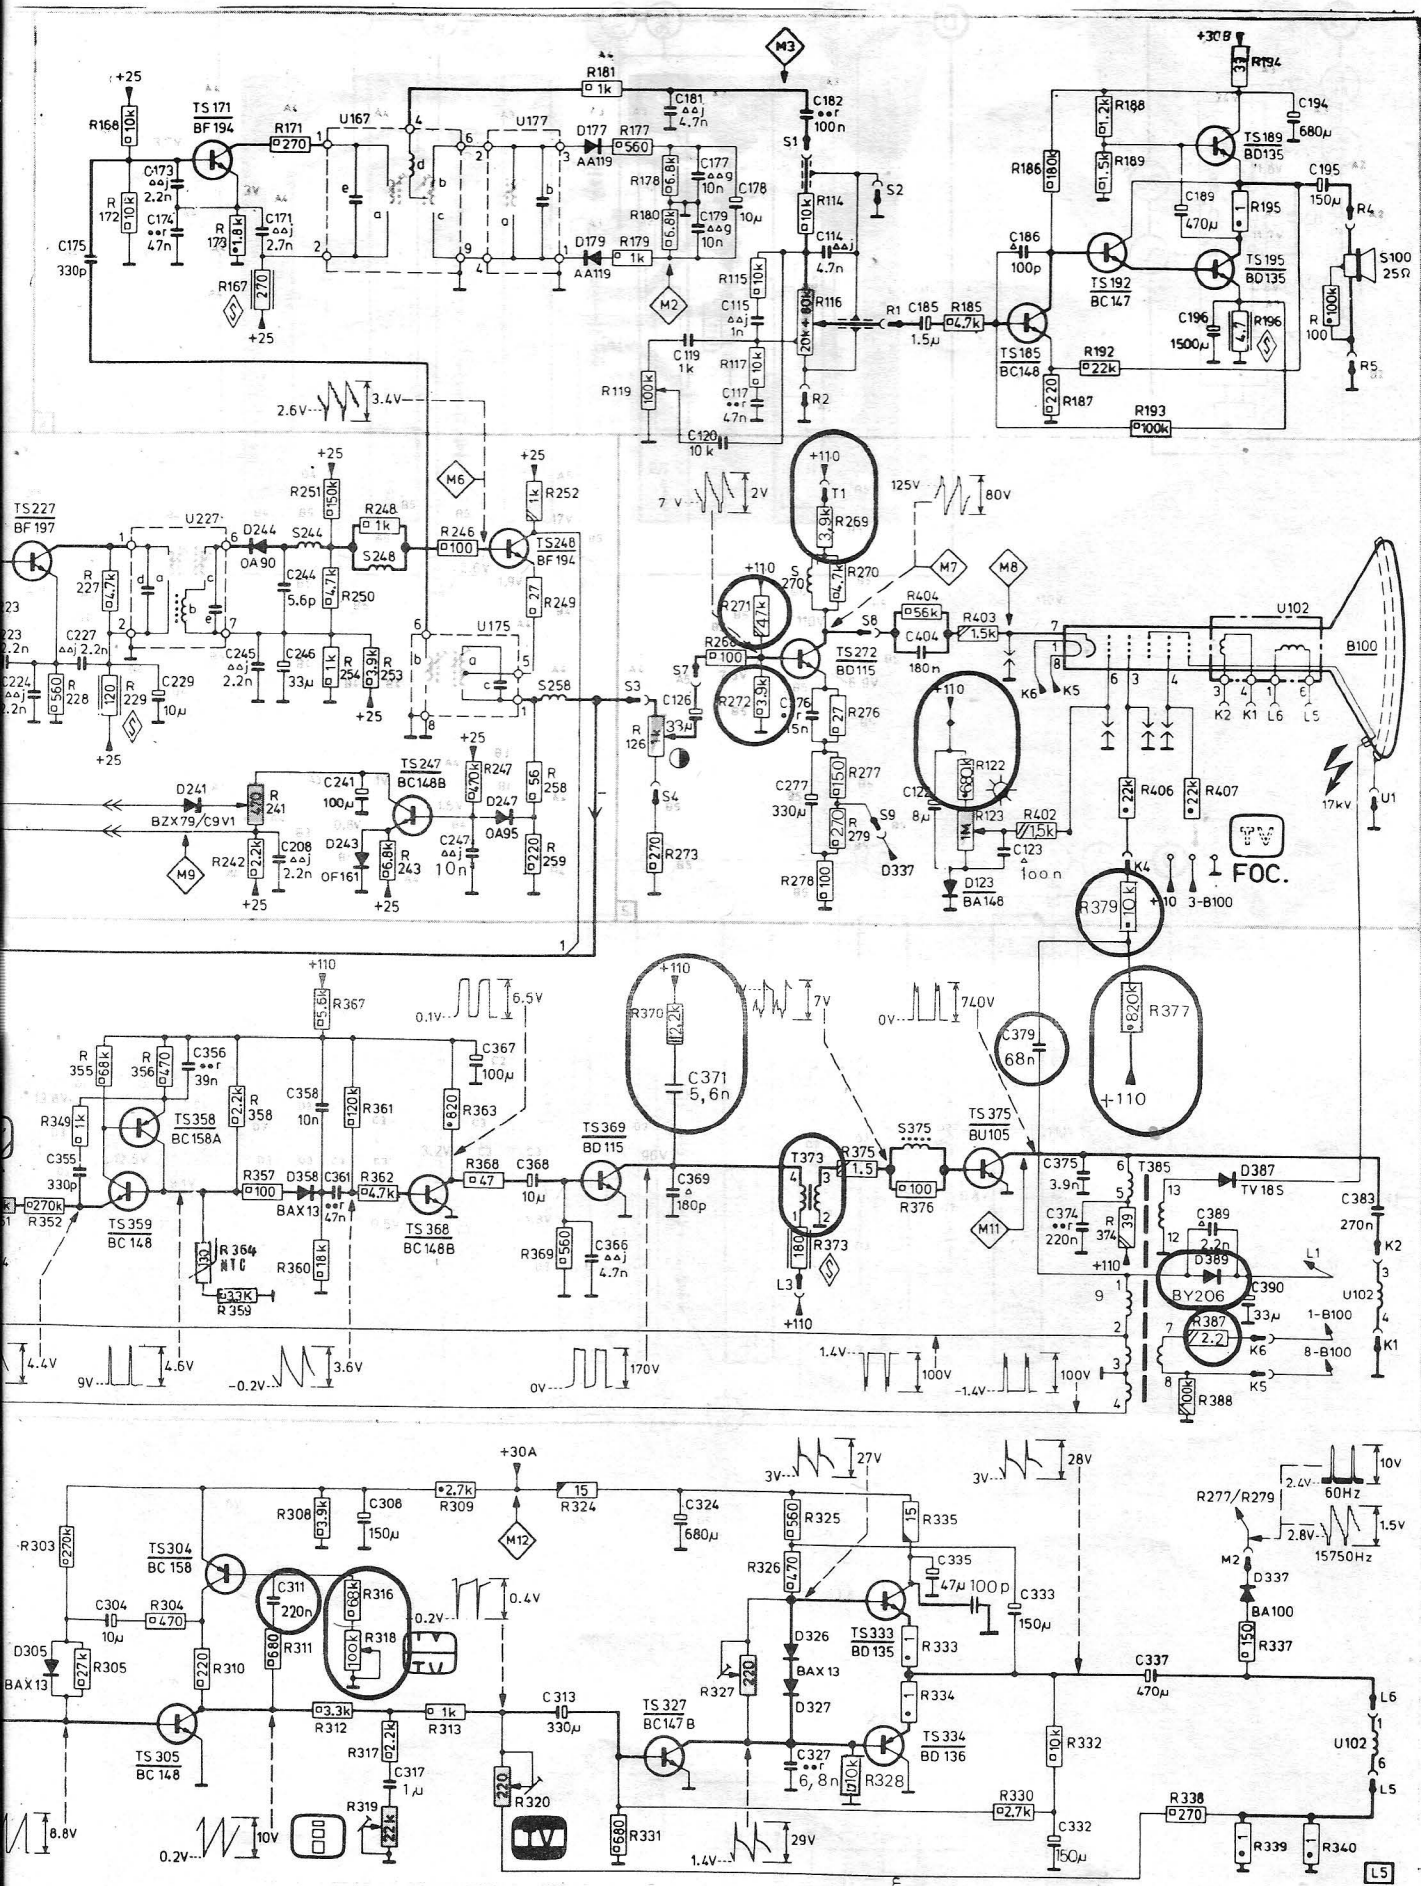 M3
+30B
R194
33
R181
1k
+25
TS171
BF194
R168
10k
R171
270
U167
4
U177
C181
4.7n
C182
100n
R188
1.2k
C194
680µ
TS189
BD135
D177
AA119
R177
560
S1
R189
1.5k
C173
2.2n
C174
47n
R172
10k
R173
1.8k
3V
C171
2.7n
R178
6.8k
C177
10n
C178
10µ
R180
6.8k
C179
10n
R114
10k
S2
R186
180k
C189
470µ
R195
1
C195
150µ
R4
C175
330p
R167
270
+25
D179
AA119
R179
1k
C114
4.7n
C186
100p
TS192
BC147
TS195
BD135
S100
25Ω
M2
R115
10k
C115
1n
R116
20k+80k
R1
C185
1.5µ
R185
4.7k
C196
1500µ
R196
4.7
R100
100k
C119
1k
R117
10k
TS185
BC148
R192
22k
R5
R119
100k
C117
47n
R2
R187
220
R193
100k
2.6V
3.4V
C120
10k
+25
+25
M6
7V
2V
+110
T1
R269
3.9k
125V
80V
R251
150k
R252
1k
TS227
BF197
U227
D244
OA90
S244
R248
1k
S248
R246
100
TS248
BF194
S270
R270
4.7k
M7
M8
+110
R271
47k
R404
56k
R403
1.5k
U102
R227
4.7k
C244
5.6p
R250
4.7k
R249
27
R268
100
S8
C404
180n
B100
C227
2.2n
TS272
BD115
S7
U175
C224
2.2n
R228
560
R229
120
C229
10µ
C245
2.2n
C246
33µ
R254
1k
R253
3.9k
S258
S3
C126
33µ
R272
3.9k
C276
15n
R276
27
+110
K6
K5
K2
K1
L6
L5
+25
+25
+25
R126
1k
TS247
BC148B
R247
470k
R258
56
C277
330µ
R277
150
R122
680k
C122
8µ
R406
22k
R407
22k
17kV
U1
D241
BZX79/C9V1
R241
470
C241
100µ
D247
OA95
S4
R279
270
S9
R123
1M
R402
1,5k
TV
FOC.
M9
R242
2.2k
C208
2.2n
D243
OF161
R243
6.8k
C247
10n
R259
220
R273
270
D337
C123
100n
R278
100
D123
BA148
K4
+25
+25
R379
10k
+10
3-B100
+110
R367
5.6k
0.1V
6.5V
+110
R370
2,2k
7V
0V
740V
R377
820k
C379
68n
+110
R355
68k
R356
470
C356
39n
C367
100µ
R358
2.2k
C358
10n
R361
120k
R363
820
C371
5,6n
R349
1k
TS358
BC158A
TS369
BD115
S375
TS375
BU105
C355
330p
R357
100
D358
BAX13
C361
47n
R362
4.7k
R368
47
C368
10µ
T373
R375
1.5
C375
3.9n
T385
D387
TV18S
270k
R352
TS359
BC148
TS368
BC148B
C369
180p
R376
100
M11
C374
220n
R374
39
C389
2.2n
C383
270n
R364
NTC
130
R360
18k
R369
560
C366
4.7n
R373
180
+110
D389
BY206
L1
K2
R359
3,3K
L3
+110
C390
33µ
U102
R387
2.2
1-B100
K6
8-B100
K1
4.4V
9V
4.6V
-0.2V
3.6V
0V
170V
1.4V
100V
-1.4V
100V
K5
R388
100k
+30A
3V
27V
3V
28V
10V
2.4V
60Hz
R309
2.7k
R324
15
R277/R279
R308
3.9k
C308
150µ
M12
C324
680µ
R325
560
R335
15
2.8V
1.5V
15750Hz
R303
270k
TS304
BC158
R326
470
M2
C311
220n
R316
68k
-0.2V
0.4V
C335
47µ
100p
C333
150µ
D337
BA100
C304
10µ
R304
470
R318
100k
TV
TV
TS333
BD135
R333
1
R337
150
D305
BAX13
R305
27k
R310
220
R311
680
D326
BAX13
D327
R327
220
C337
470µ
R334
1
L6
TS305
BC148
R312
3.3k
R313
1k
C313
330µ
TS327
BC147B
TS334
BD136
U102
R317
2.2k
C317
1µ
R320
220
C327
6,8n
R328
10k
R332
10k
L5
R319
22k
R330
2.7k
R338
270
8.8V
0.2V
10V
TV
R331
680
1.4V
29V
C332
150µ
R339
1
R340
1
L5